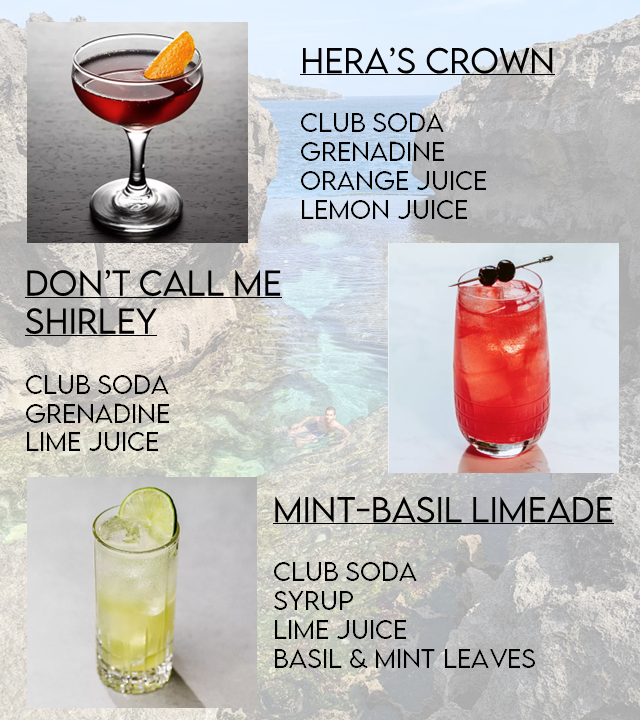 HERA'S CROWN
CLUB SODA
GRENADINE
ORANGE JUICE
LEMON JUICE
DON'T CALL ME
SHIRLEY
CLUB SODA
GRENADINE
LIME JUICE
MINT-BASIL LIMEADE
CLUB SODA
SYRUP
LIME JUICE
BASIL & MINT LEAVES